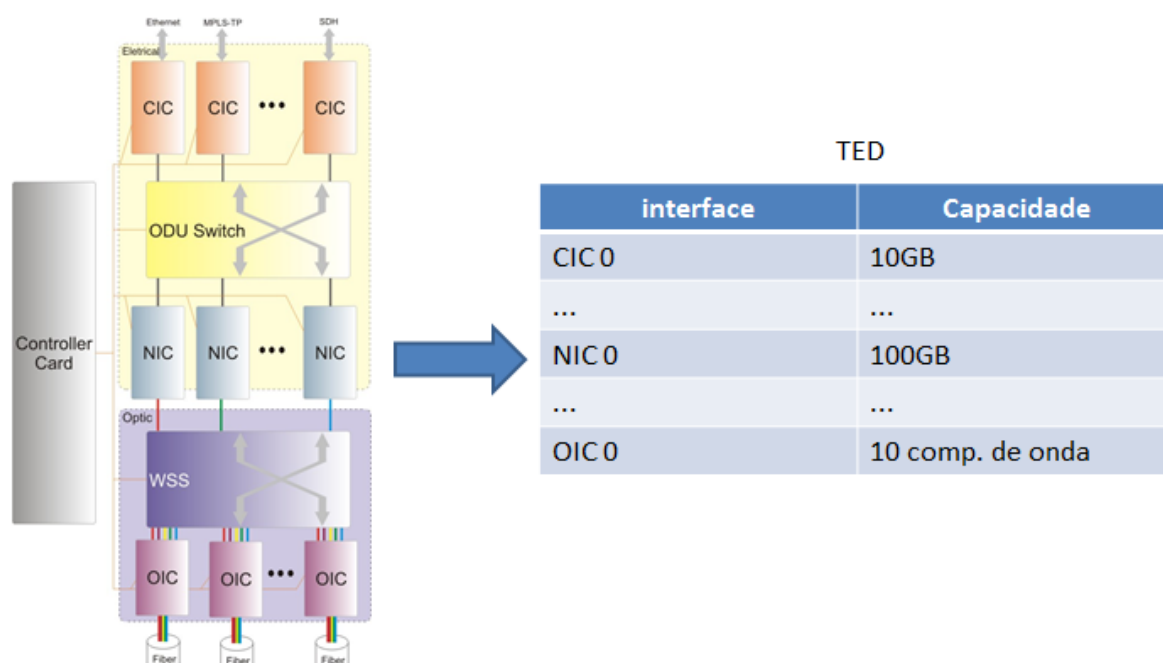 Ethernet MPLS-TP SDH
Eletrical
CIC CIC ••• CIC
ODU Switch
NIC NIC ••• NIC
Controller
Card
Optic
WSS
OIC OIC ••• OIC
Fiber Fiber Fiber
TED
interface Capacidade
CIC 0 10GB
... ...
NIC 0 100GB
... ...
OIC 0 10 comp. de onda